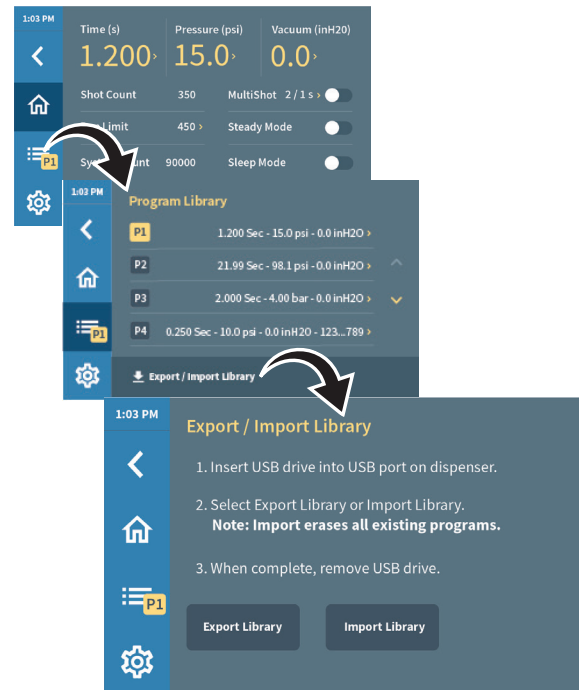 1:03 PM
Time (s)
Pressure (psi)
Vacuum (inH20)
1.200›
15.0›
0.0›
Shot Count 350
MultiShot 2 / 1 s ›
Limit 450 ›
Steady Mode
P1
90000
Sleep Mode
1:03 PM
Program Library
P1 1.200 Sec - 15.0 psi - 0.0 inH2O ›
P2 21.99 Sec - 98.1 psi - 0.0 inH2O ›
P3 2.000 Sec - 4.00 bar - 0.0 inH2O ›
P1
P4 0.250 Sec - 10.0 psi - 0.0 inH2O - 123...789 ›
Export / Import Library
1:03 PM
Export / Import Library
1. Insert USB drive into USB port on dispenser.
2. Select Export Library or Import Library.
Note: Import erases all existing programs.
3. When complete, remove USB drive.
P1
Export Library
Import Library